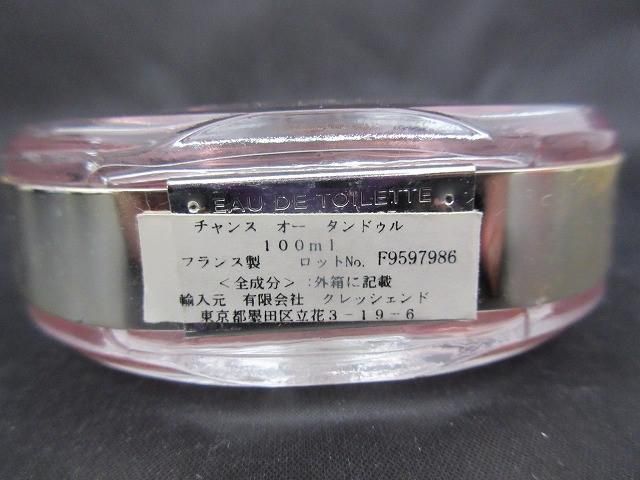 EAU DE TOILETTE
チャンス オー タンドゥル
100ml
フランス製 ロットNo. F9597986
＜全成分＞:外箱に記載
輸入元 有限会社 クレッシェンド
東京都墨田区立花3-19-6